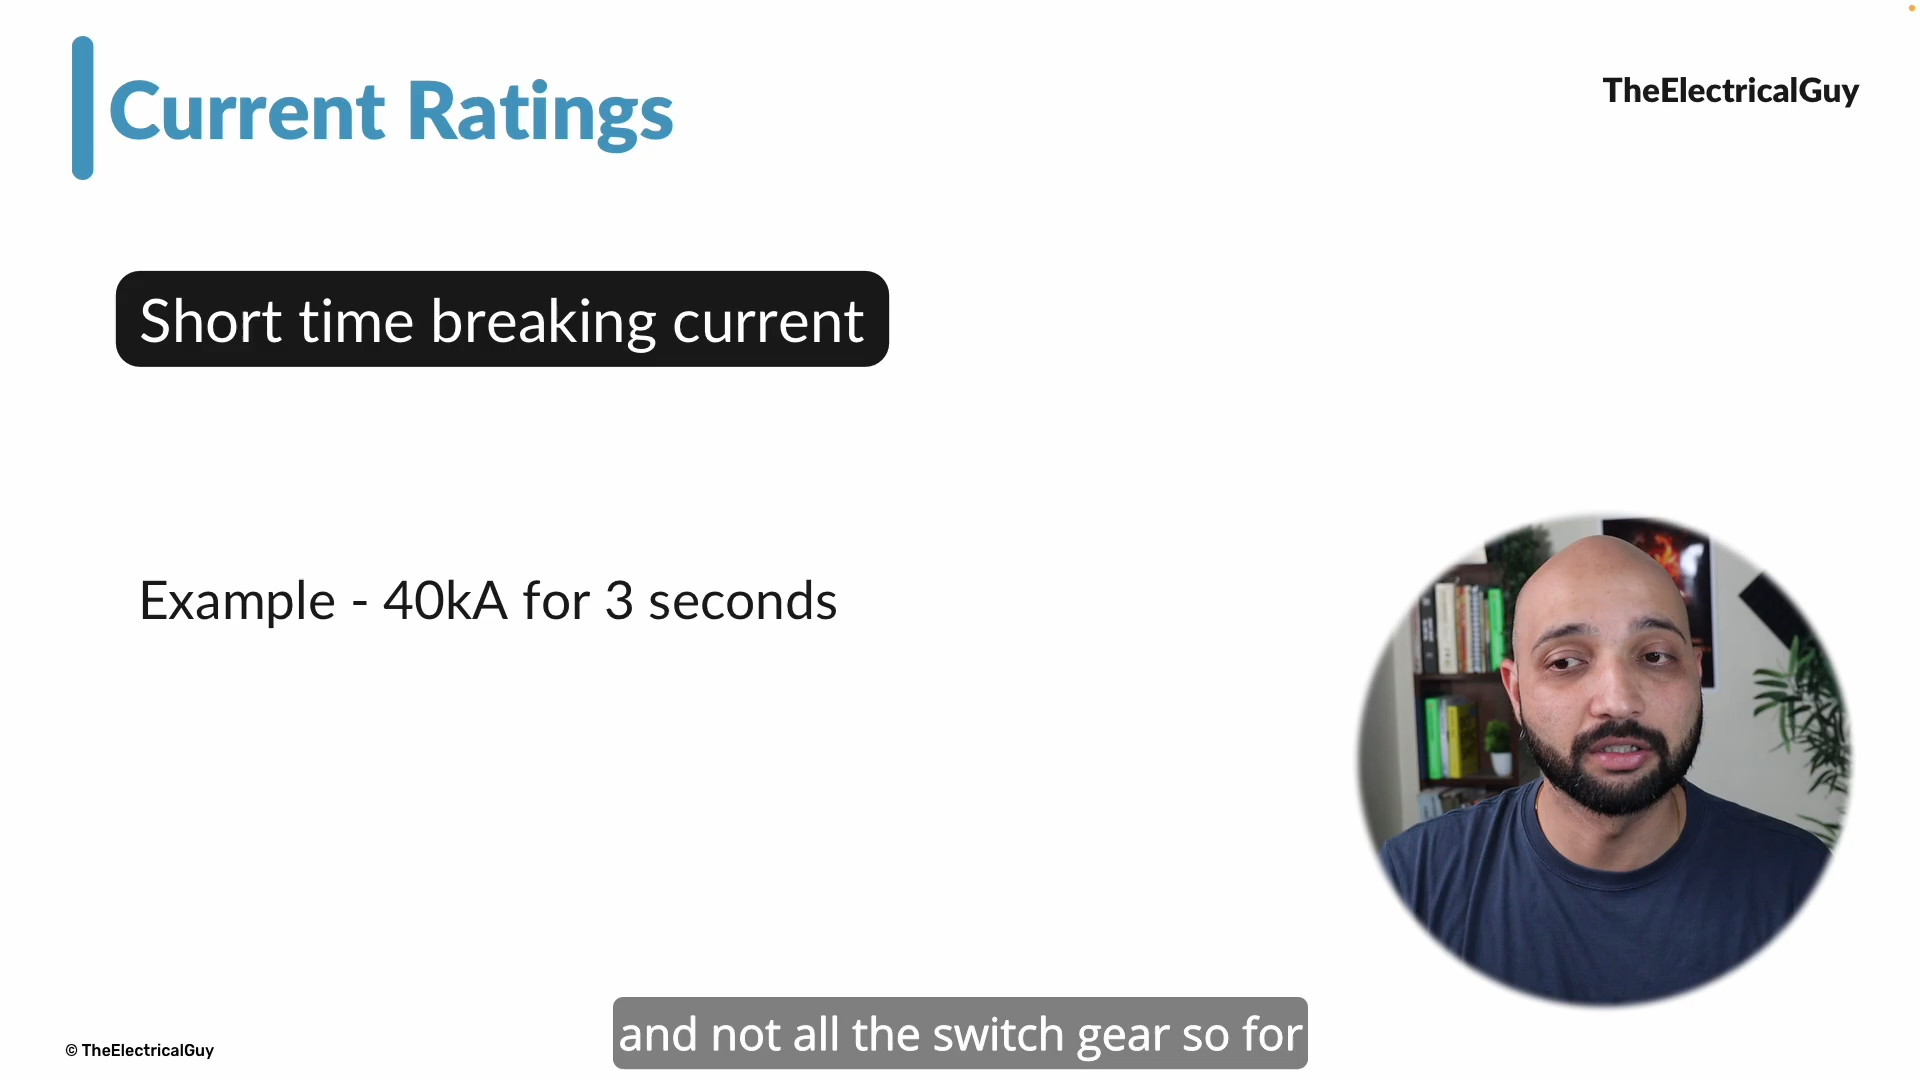 Current Ratings
TheElectricalGuy
Short time breaking current
Example - 40kA for 3 seconds
and not all the switch gear so for
© TheElectricalGuy